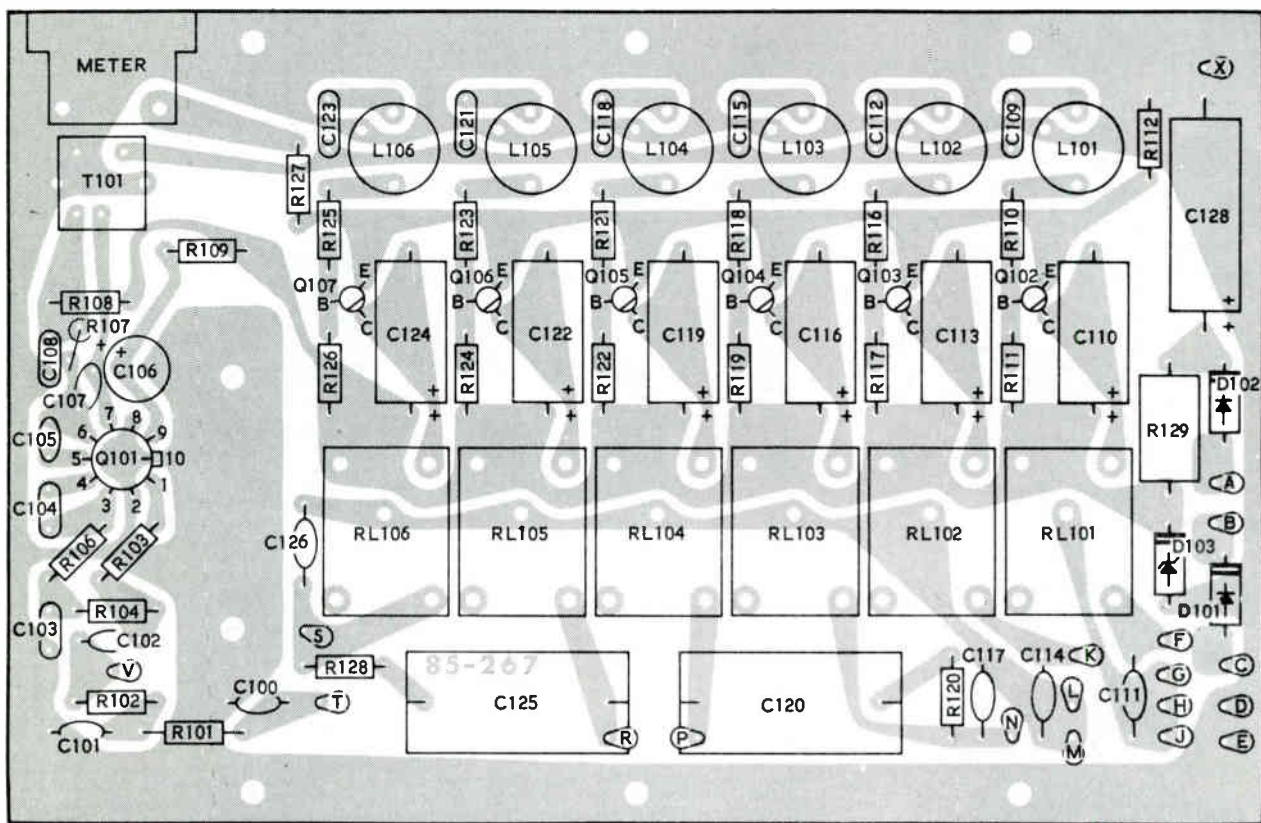 METER
X
C123
C121
C118
C115
C112
C109
R112
L106
L105
L104
L103
L102
L101
T101
R127
C128
R125
R123
R121
R118
R116
R110
R109
Q107
E
B
C
Q106
E
B
C
Q105
E
B
C
Q104
E
B
C
Q103
E
B
C
Q102
E
B
C
R108
R107
C108
+
+
C106
C107
C124
C122
C119
C116
C113
C110
+
+
R126
R124
R122
R119
R117
R111
+
+
+
+
+
+
+
+
+
+
+
+
D102
R129
C105
7
8
6
9
5
Q101
10
4
1
3
2
A
B
C104
R106
R103
C126
RL106
RL105
RL104
RL103
RL102
RL101
D103
D101
C103
R104
C102
V
S
R128
85-267
C125
C120
C117
C114
K
F
C
G
R120
L
C111
H
D
N
M
J
E
R102
C100
T
C101
R101
R
P